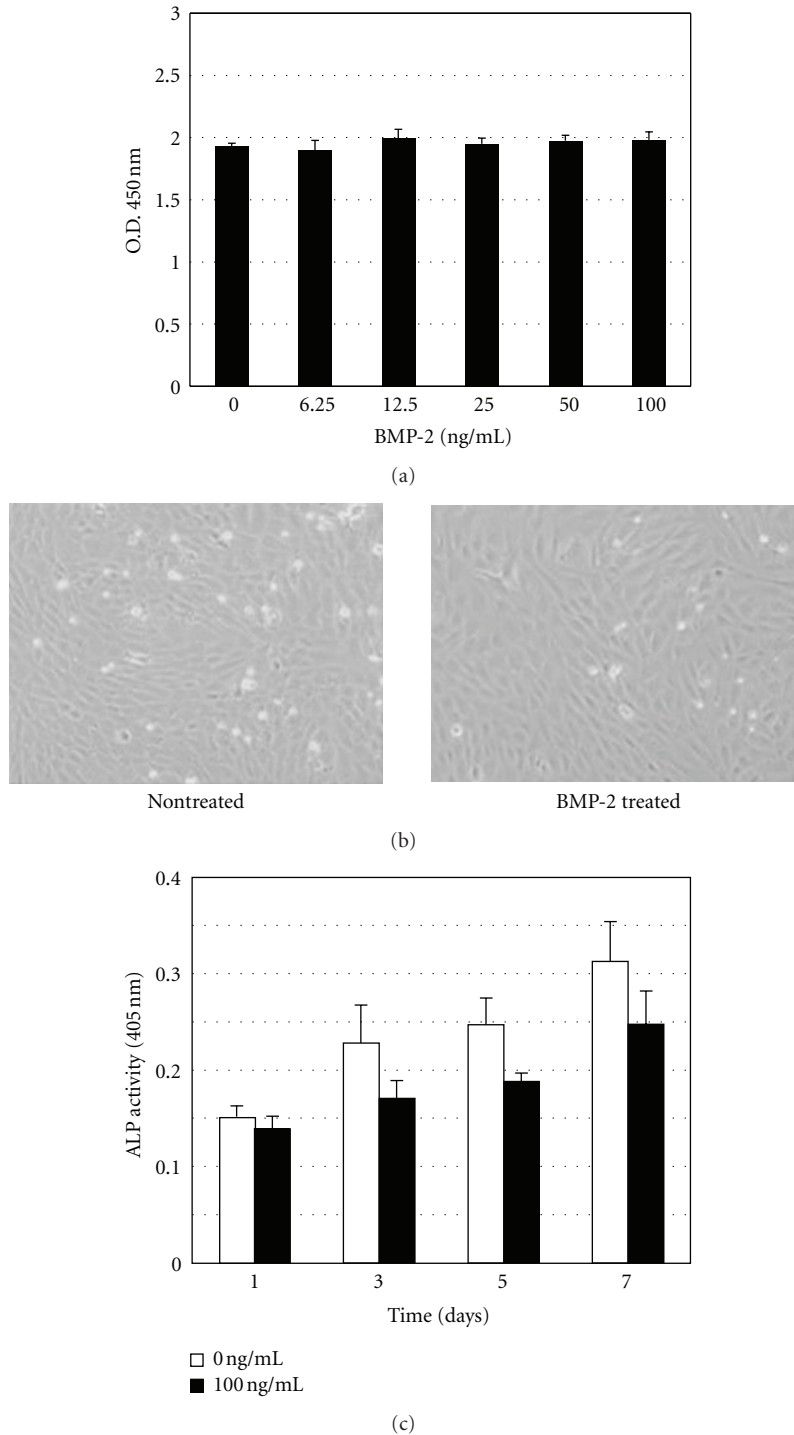 3
2.5
2
1.5
1
0.5
0
O.D. 450 nm
0 6.25 12.5 25 50 100
BMP-2 (ng/mL)
(a)
Nontreated
BMP-2 treated
(b)
0.4
0.3
0.2
0.1
0
ALP activity (405 nm)
1 3 5 7
Time (days)
0 ng/mL
100 ng/mL
(c)